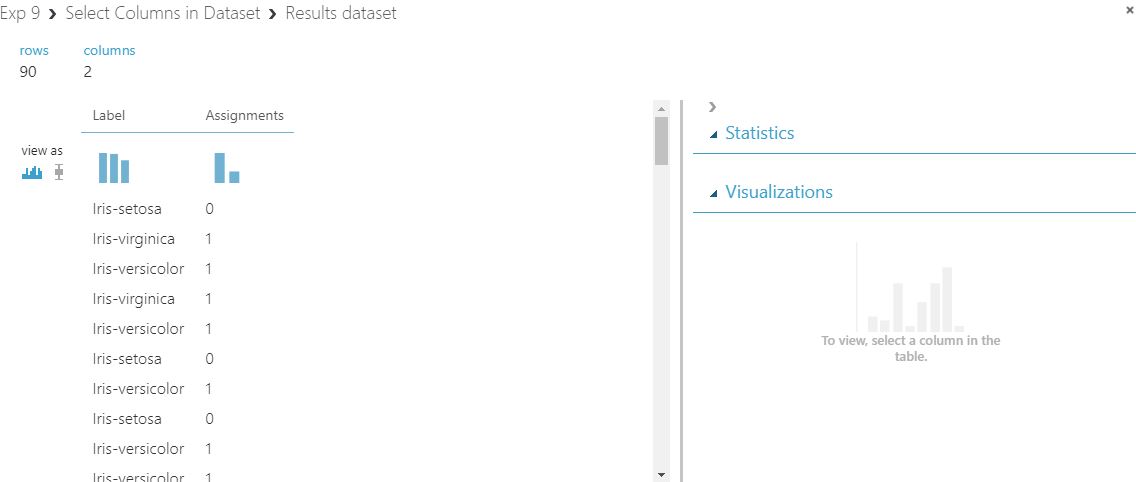 Exp 9 › Select Columns in Dataset › Results dataset
rows columns
90 2
Label Assignments
view as
Iris-setosa 0
Iris-virginica 1
Iris-versicolor 1
Iris-virginica 1
Iris-versicolor 1
Iris-setosa 0
Iris-versicolor 1
Iris-setosa 0
Iris-versicolor 1
Iris-versicolor 1
Statistics
Visualizations
To view, select a column in the
table.